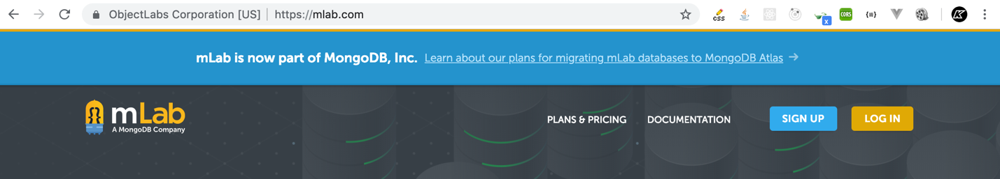 ObjectLabs Corporation [US] https://mlab.com
css
CORS
x
mLab is now part of MongoDB, Inc. Learn about our plans for migrating mLab databases to MongoDB Atlas →
mLab
A MongoDB Company
PLANS & PRICING DOCUMENTATION SIGN UP LOG IN